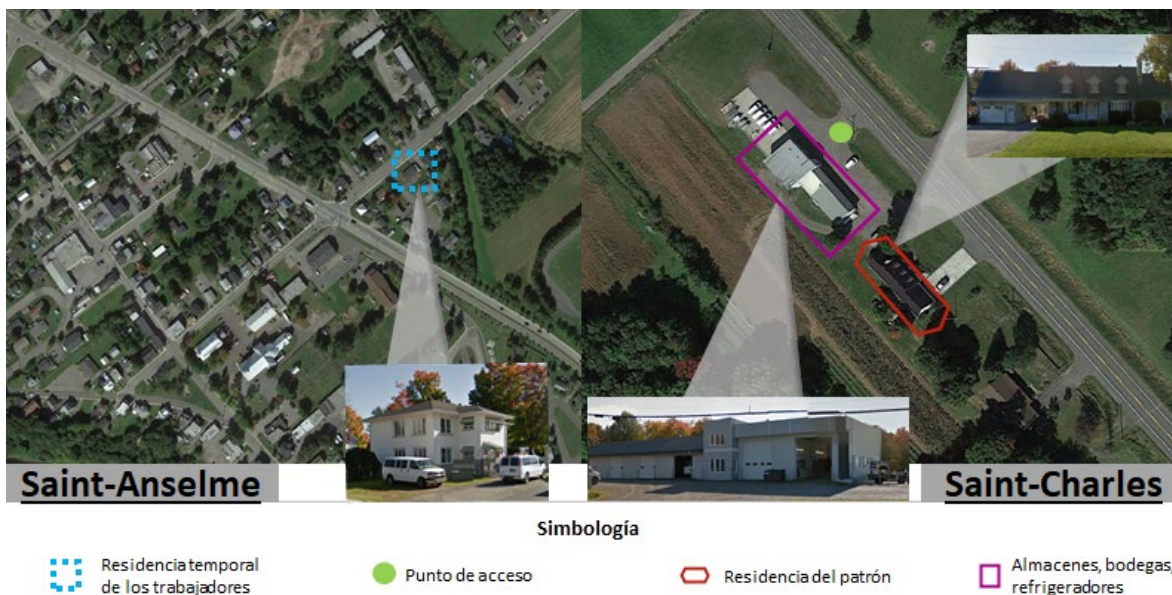 Saint-Anselme
Saint-Charles
Simbología
Residencia temporal
de los trabajadores
Punto de acceso
Residencia del patrón
Almacenes, bodegas,
refrigeradores